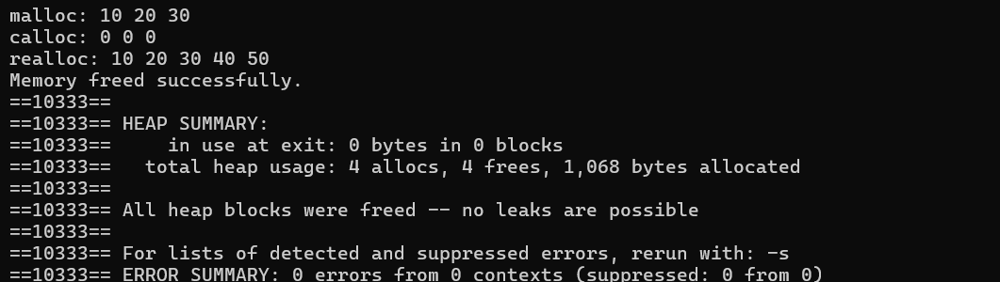 malloc: 10 20 30
calloc: 0 0 0
realloc: 10 20 30 40 50
Memory freed successfully.
==10333==
==10333== HEAP SUMMARY:
==10333==     in use at exit: 0 bytes in 0 blocks
==10333==   total heap usage: 4 allocs, 4 frees, 1,068 bytes allocated
==10333==
==10333== All heap blocks were freed -- no leaks are possible
==10333==
==10333== For lists of detected and suppressed errors, rerun with: -s
==10333== ERROR SUMMARY: 0 errors from 0 contexts (suppressed: 0 from 0)